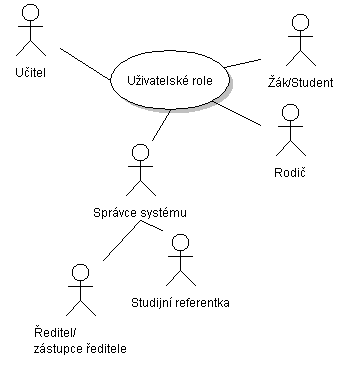 Učitel
Uživatelské role
Žák/Student
Rodič
Správce systému
Studijní referentka
Ředitel/
zástupce ředitele